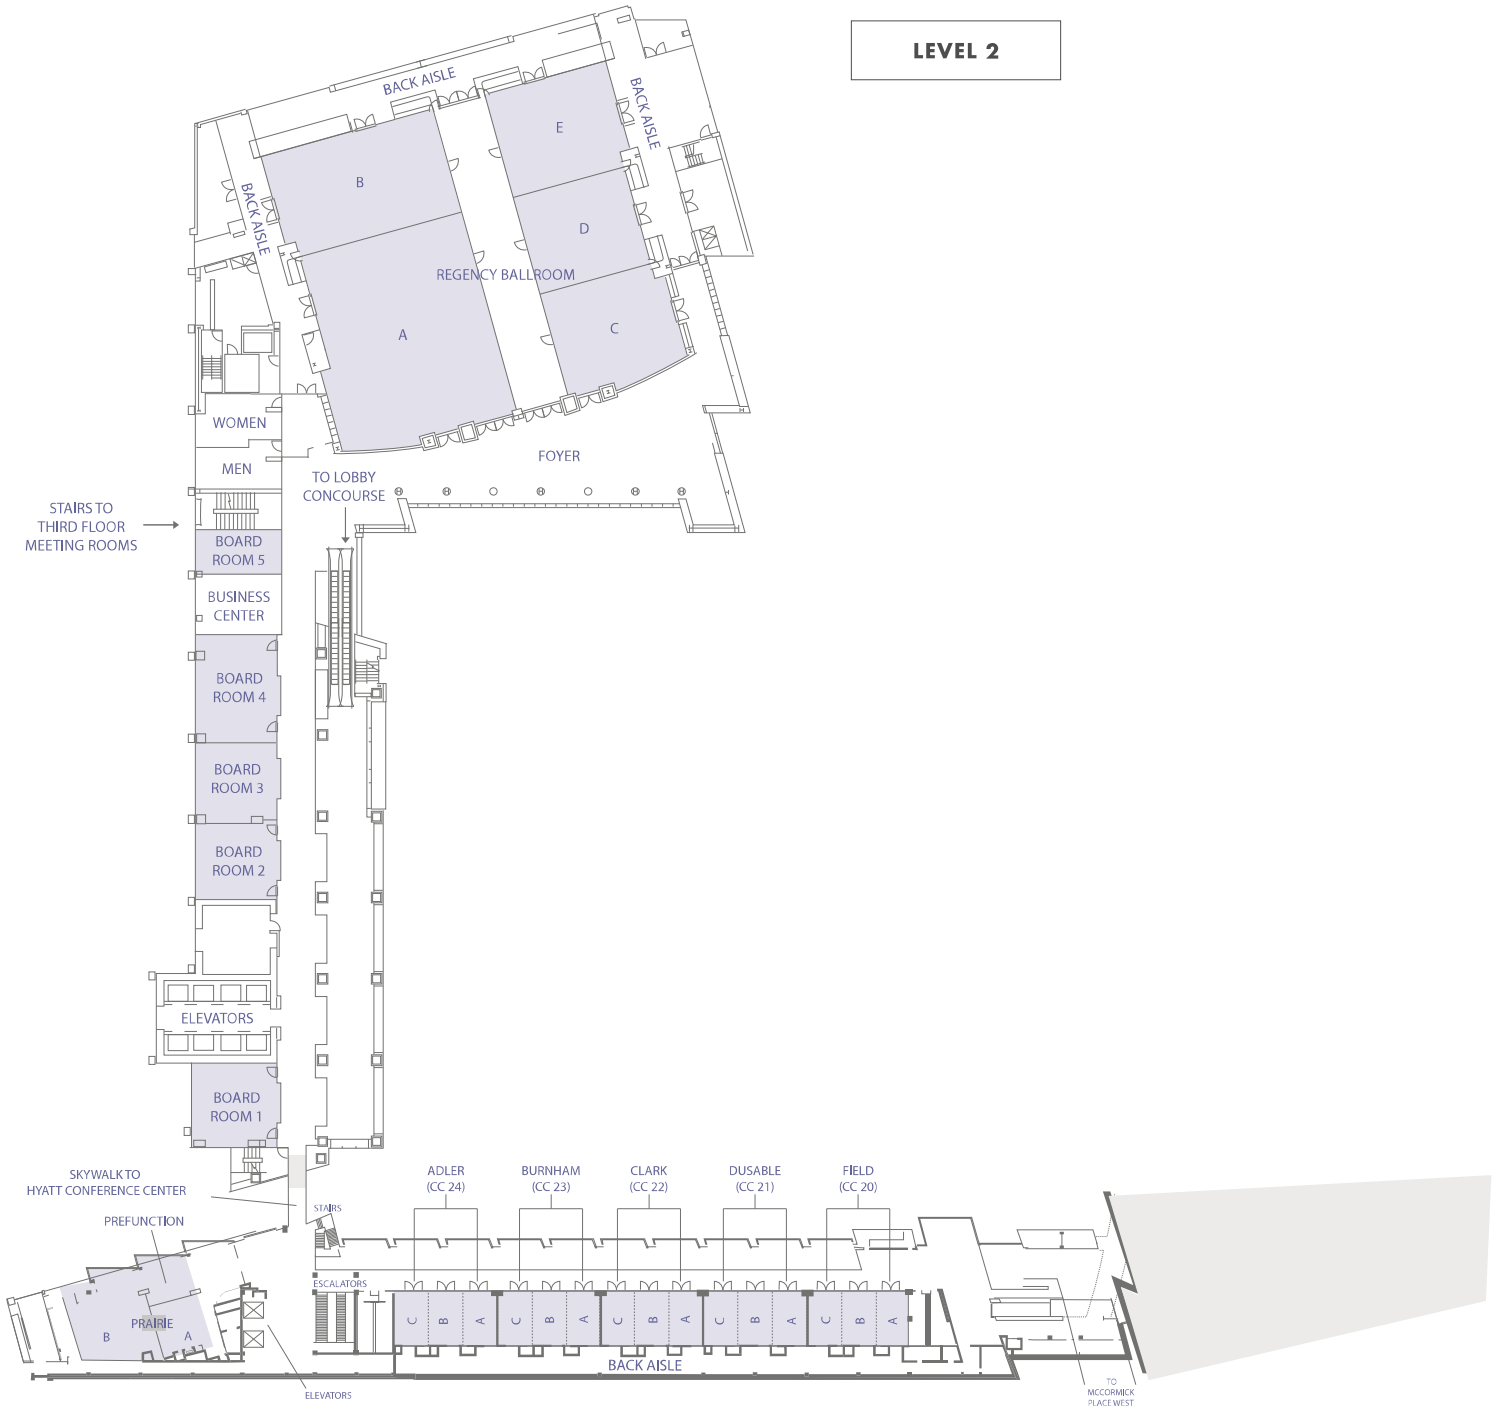 LEVEL 2
BACK AISLE
BACK AISLE
BACK AISLE
E
B
D
REGENCY BALLROOM
A
C
WOMEN
MEN
FOYER
TO LOBBY
CONCOURSE
STAIRS TO
THIRD FLOOR
MEETING ROOMS
BOARD
ROOM 5
BUSINESS
CENTER
BOARD
ROOM 4
BOARD
ROOM 3
BOARD
ROOM 2
ELEVATORS
BOARD
ROOM 1
SKYWALK TO
HYATT CONFERENCE CENTER
PREFUNCTION
STAIRS
ADLER
(CC 24)
BURNHAM
(CC 23)
CLARK
(CC 22)
DUSABLE
(CC 21)
FIELD
(CC 20)
ESCALATORS
PRAIRIE
B
A
C
B
A
C
B
A
C
B
A
C
B
A
C
B
A
BACK AISLE
ELEVATORS
TO
MCCORMICK
PLACE WEST